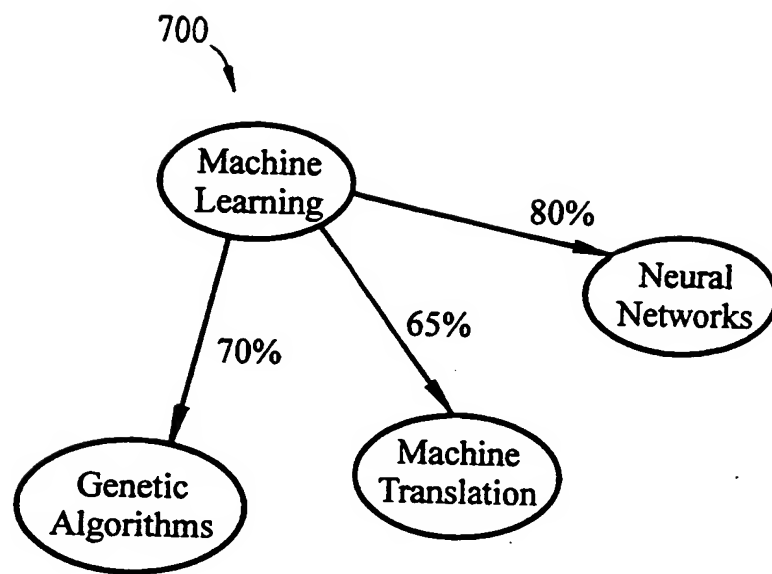 700
Machine
Learning
80%
Neural
Networks
65%
70%
Machine
Translation
Genetic
Algorithms